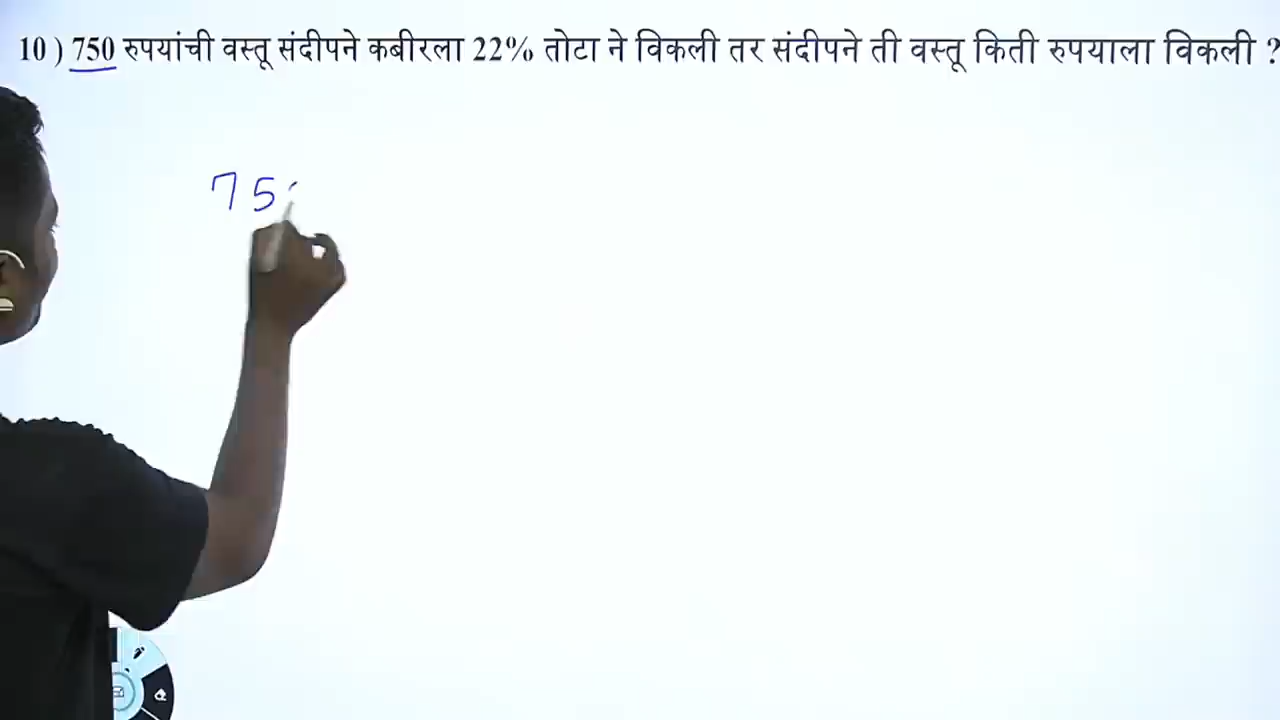 10 ) 750 रुपयांची वस्तू संदीपने कबीरला 22% तोटा ने विकली तर संदीपने ती वस्तू किती रुपयाला विकली ?
75